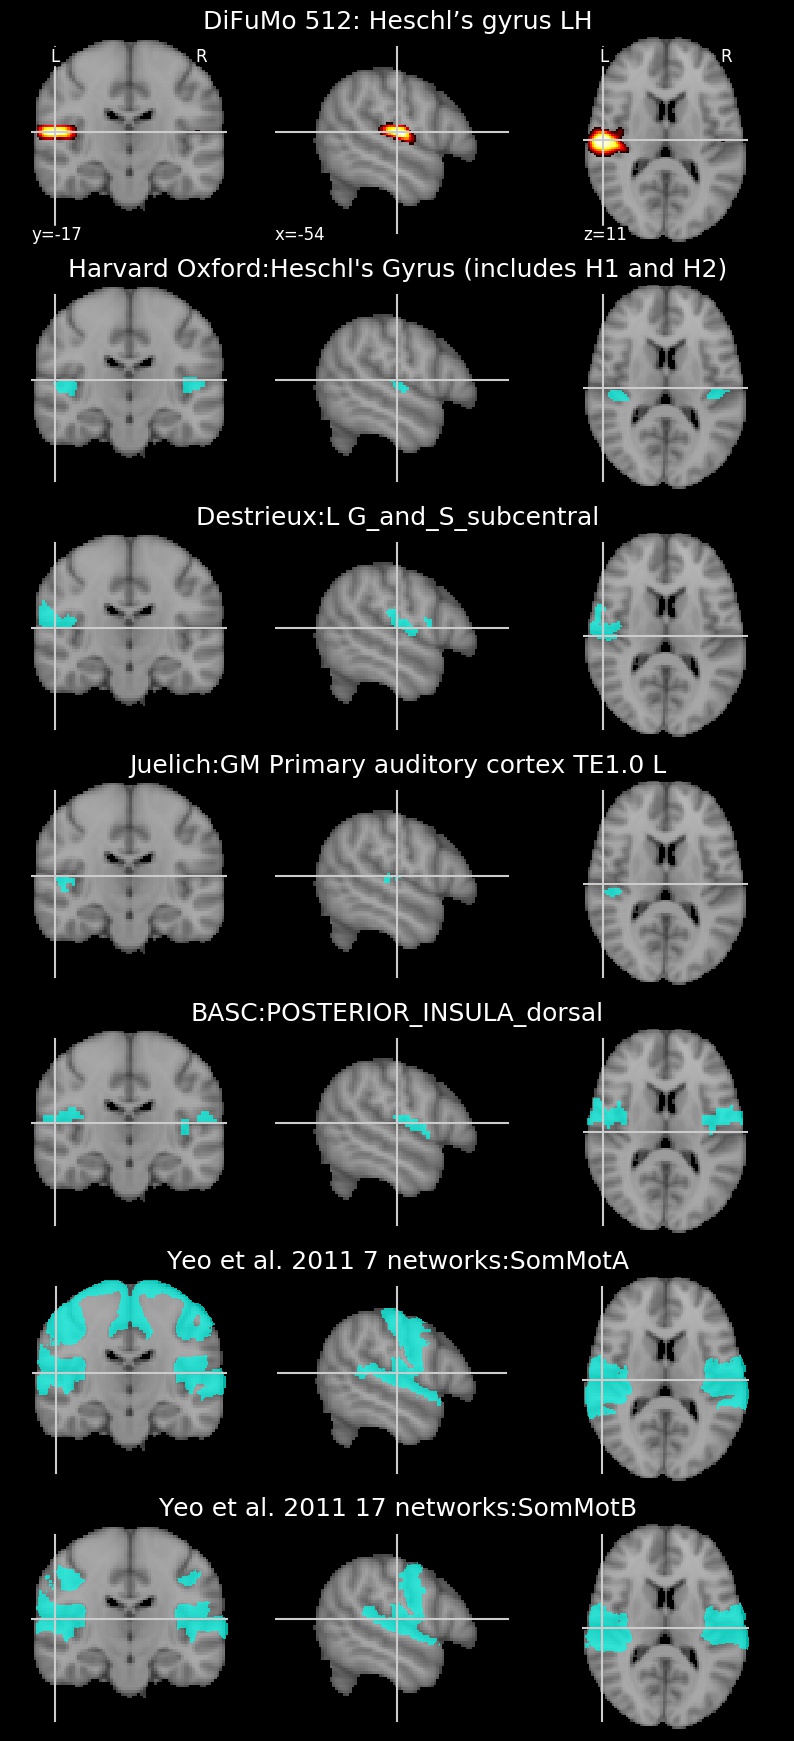 DiFuMo 512: Heschl’s gyrus LH
L R L R
y=-17 x=-54 z=11
Harvard Oxford:Heschl's Gyrus (includes H1 and H2)
Destrieux:L G_and_S_subcentral
Juelich:GM Primary auditory cortex TE1.0 L
BASC:POSTERIOR_INSULA_dorsal
Yeo et al. 2011 7 networks:SomMotA
Yeo et al. 2011 17 networks:SomMotB